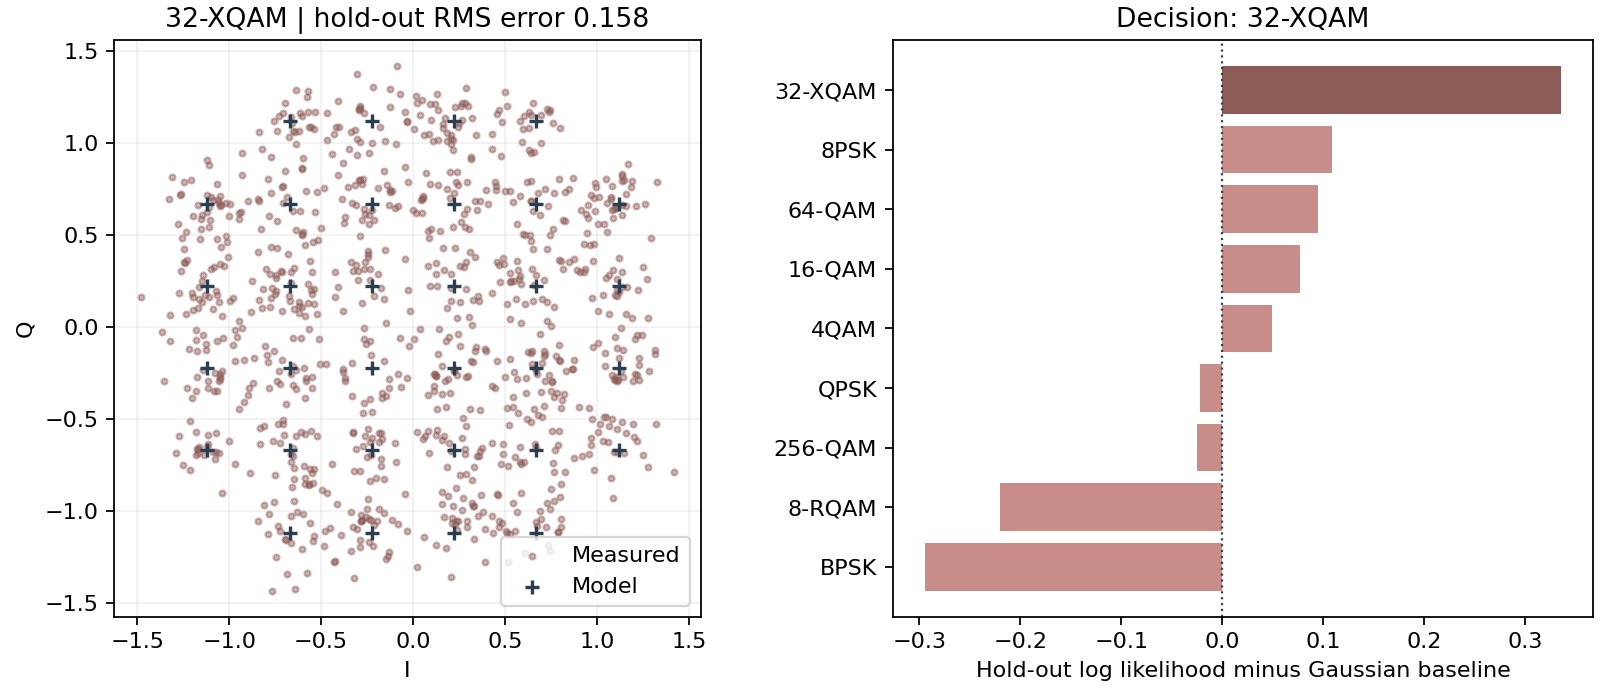 32-XQAM | hold-out RMS error 0.158
1.5
1.0
0.5
0.0
−0.5
−1.0
−1.5
Q
−1.5
−1.0
−0.5
0.0
0.5
1.0
1.5
I
Measured
Model
Decision: 32-XQAM
32-XQAM
8PSK
64-QAM
16-QAM
4QAM
QPSK
256-QAM
8-RQAM
BPSK
−0.3
−0.2
−0.1
0.0
0.1
0.2
0.3
Hold-out log likelihood minus Gaussian baseline